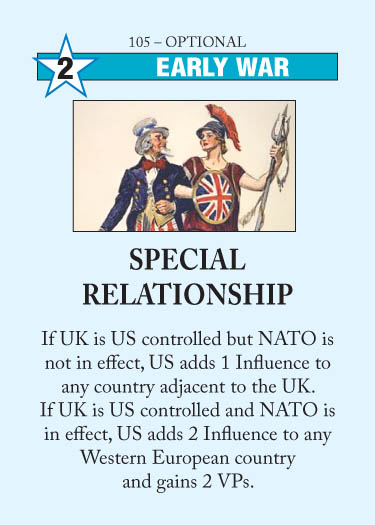 105 – OPTIONAL
2 EARLY WAR
SPECIAL
RELATIONSHIP
If UK is US controlled but NATO is
not in effect, US adds 1 Influence to
any country adjacent to the UK.
If UK is US controlled and NATO is
in effect, US adds 2 Influence to any
Western European country
and gains 2 VPs.